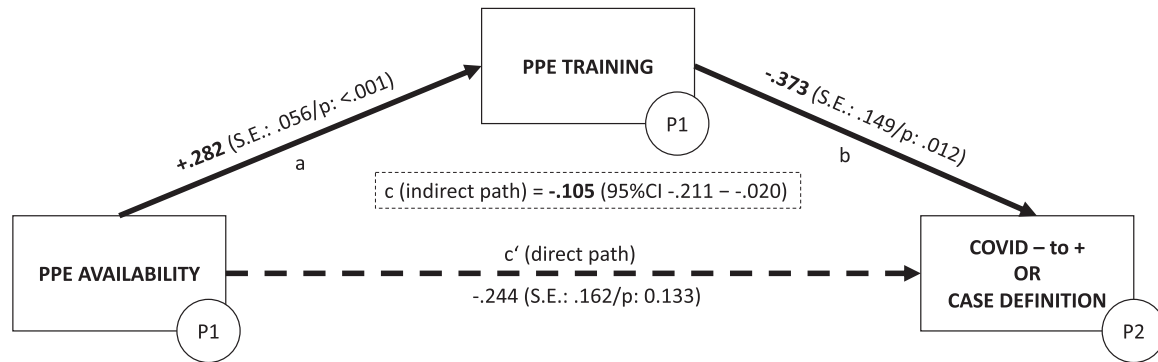 PPE TRAINING
P1
+.282 (S.E.: .056/p: <.001)
a
-.373 (S.E.: .149/p: .012)
b
c (indirect path) = -.105 (95%CI -.211 – -.020)
PPE AVAILABILITY
P1
c‘ (direct path)
-.244 (S.E.: .162/p: 0.133)
COVID – to +
OR
CASE DEFINITION
P2